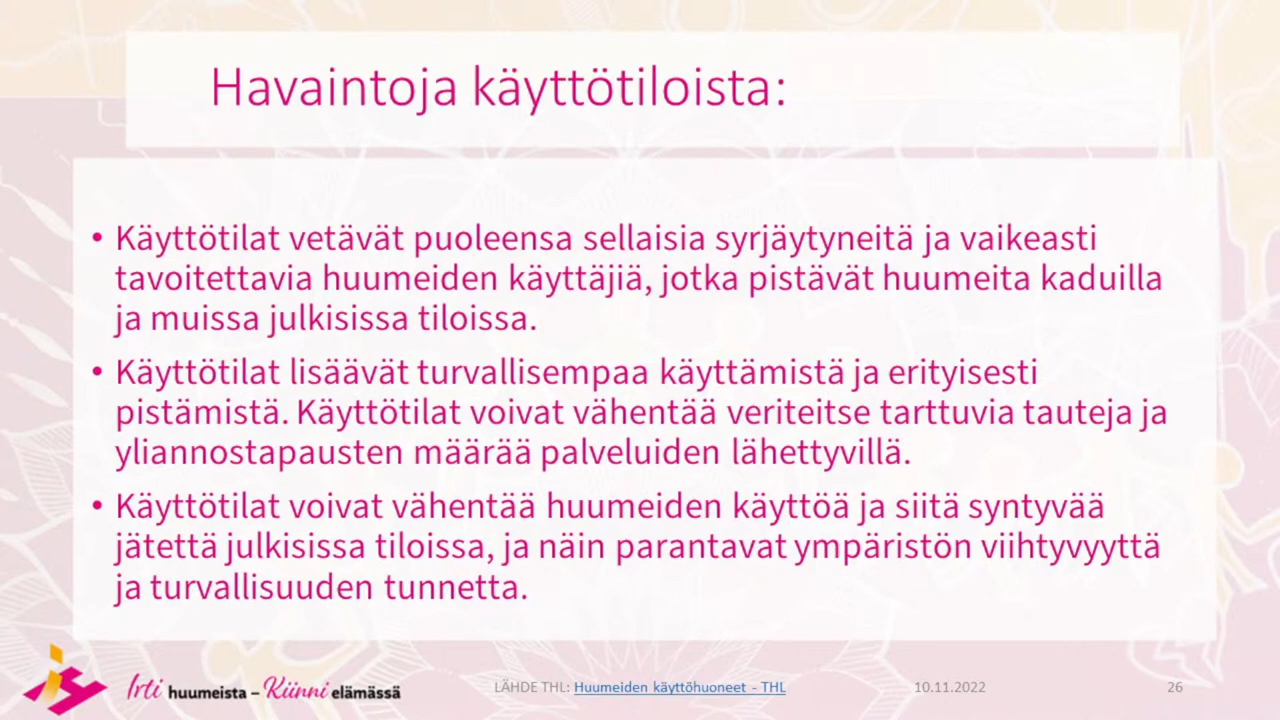 Havaintoja käyttötiloista:
• Käyttötilat vetävät puoleensa sellaisia syrjäytyneitä ja vaikeasti
tavoitettavia huumeiden käyttäjiä, jotka pistävät huumeita kaduilla
ja muissa julkisissa tiloissa.
• Käyttötilat lisäävät turvallisempaa käyttämistä ja erityisesti
pistämistä. Käyttötilat voivat vähentää veriteitse tarttuvia tauteja ja
yliannostapausten määrää palveluiden lähettyvillä.
• Käyttötilat voivat vähentää huumeiden käyttöä ja siitä syntyvää
jätettä julkisissa tiloissa, ja näin parantavat ympäristön viihtyvyyttä
ja turvallisuuden tunnetta.
Irti huumeista – Kiinni elämässä
LÄHDE THL: Huumeiden käyttöhuoneet - THL
10.11.2022
26